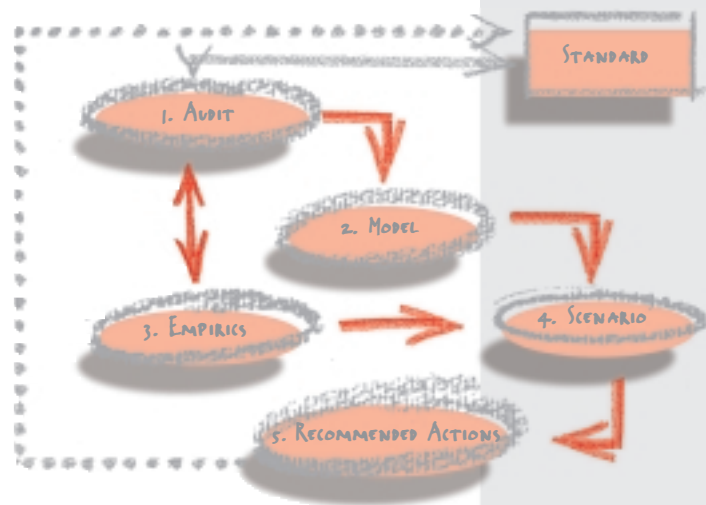 Standard
1. Audit
2. Model
3. Empirics
4. Scenario
5. Recommended Actions